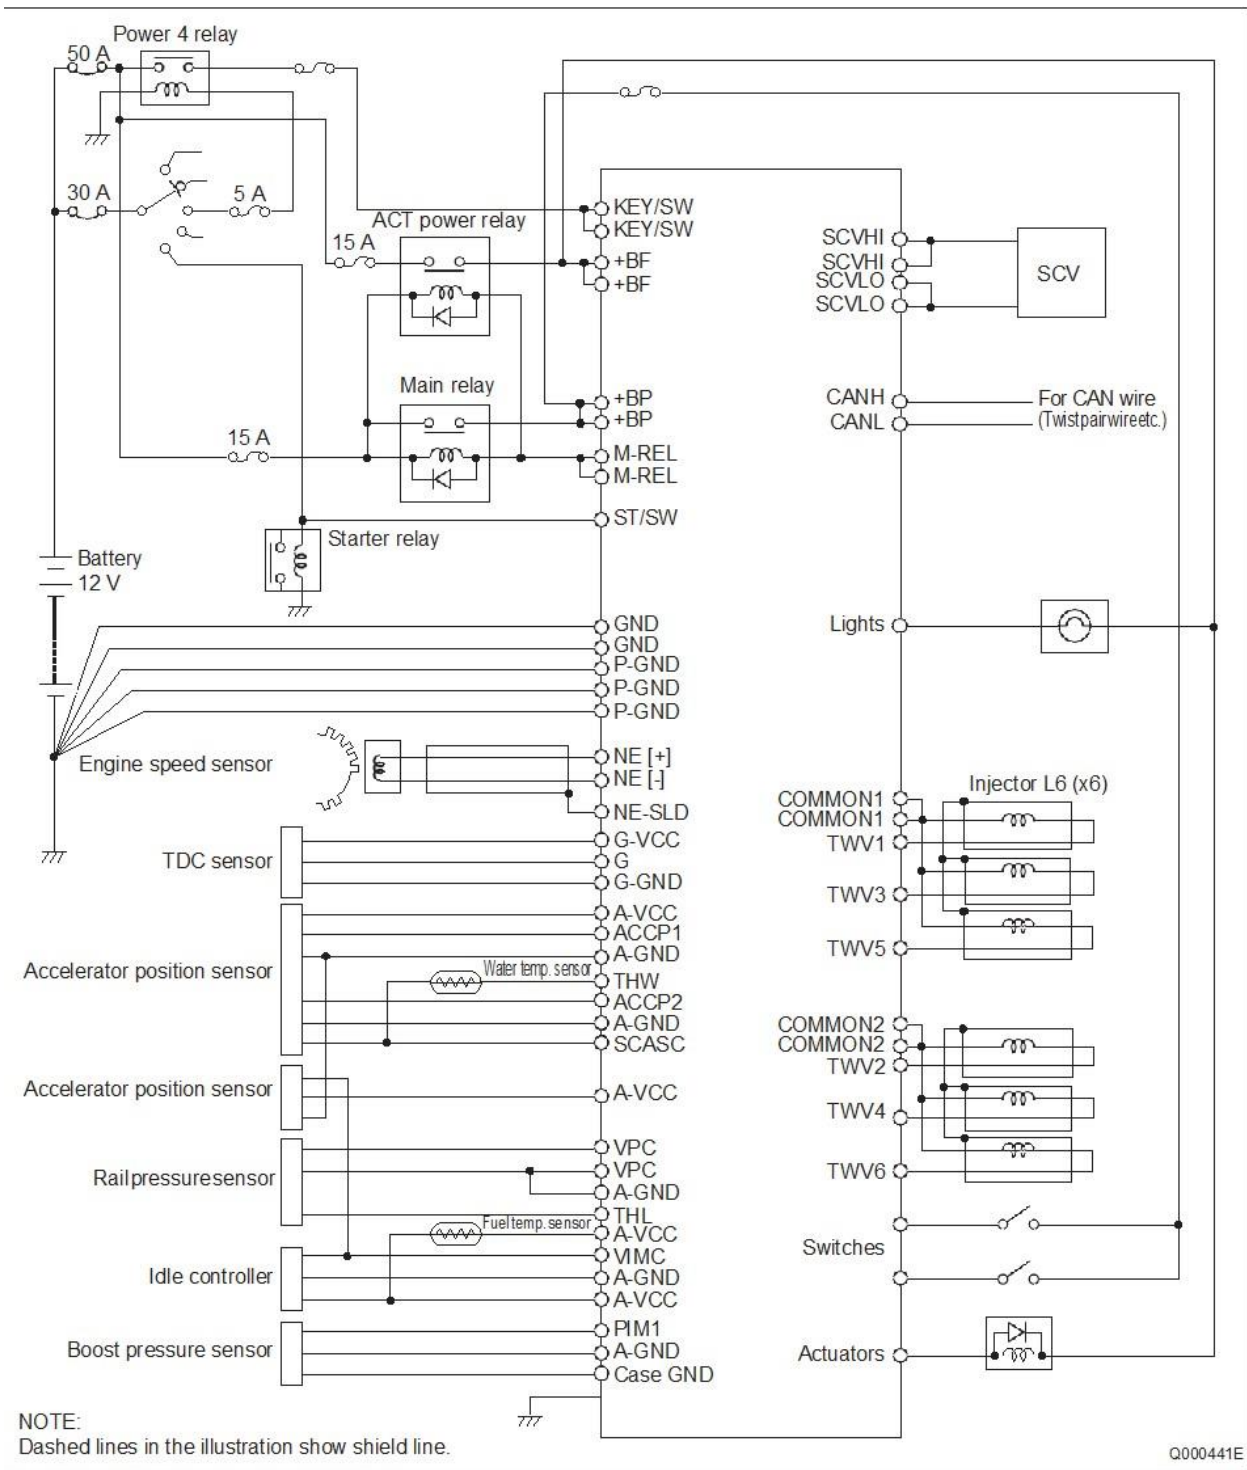 Power 4 relay
50 A
30 A
5 A
ACT power relay
15 A
Main relay
15 A
Starter relay
Battery
12 V
KEY/SW
KEY/SW
+BF
+BF
+BP
+BP
M-REL
M-REL
ST/SW
GND
GND
P-GND
P-GND
P-GND
Engine speed sensor
NE [+]
NE [-]
NE-SLD
TDC sensor
G-VCC
G
G-GND
Accelerator position sensor
A-VCC
ACCP1
A-GND
Water temp. sensor
THW
ACCP2
A-GND
SCASC
Accelerator position sensor
A-VCC
Rail pressure sensor
VPC
VPC
A-GND
THL
Fuel temp. sensor
A-VCC
Idle controller
VIMC
A-GND
A-VCC
Boost pressure sensor
PIM1
A-GND
Case GND
SCVHI
SCVHI
SCVLO
SCVLO
SCV
CANH
CANL
For CAN wire
(Twistpairwireetc.)
Lights
Injector L6 (x6)
COMMON1
COMMON1
TWV1
TWV3
TWV5
COMMON2
COMMON2
TWV2
TWV4
TWV6
Switches
Actuators
NOTE:
Dashed lines in the illustration show shield line.
Q000441E